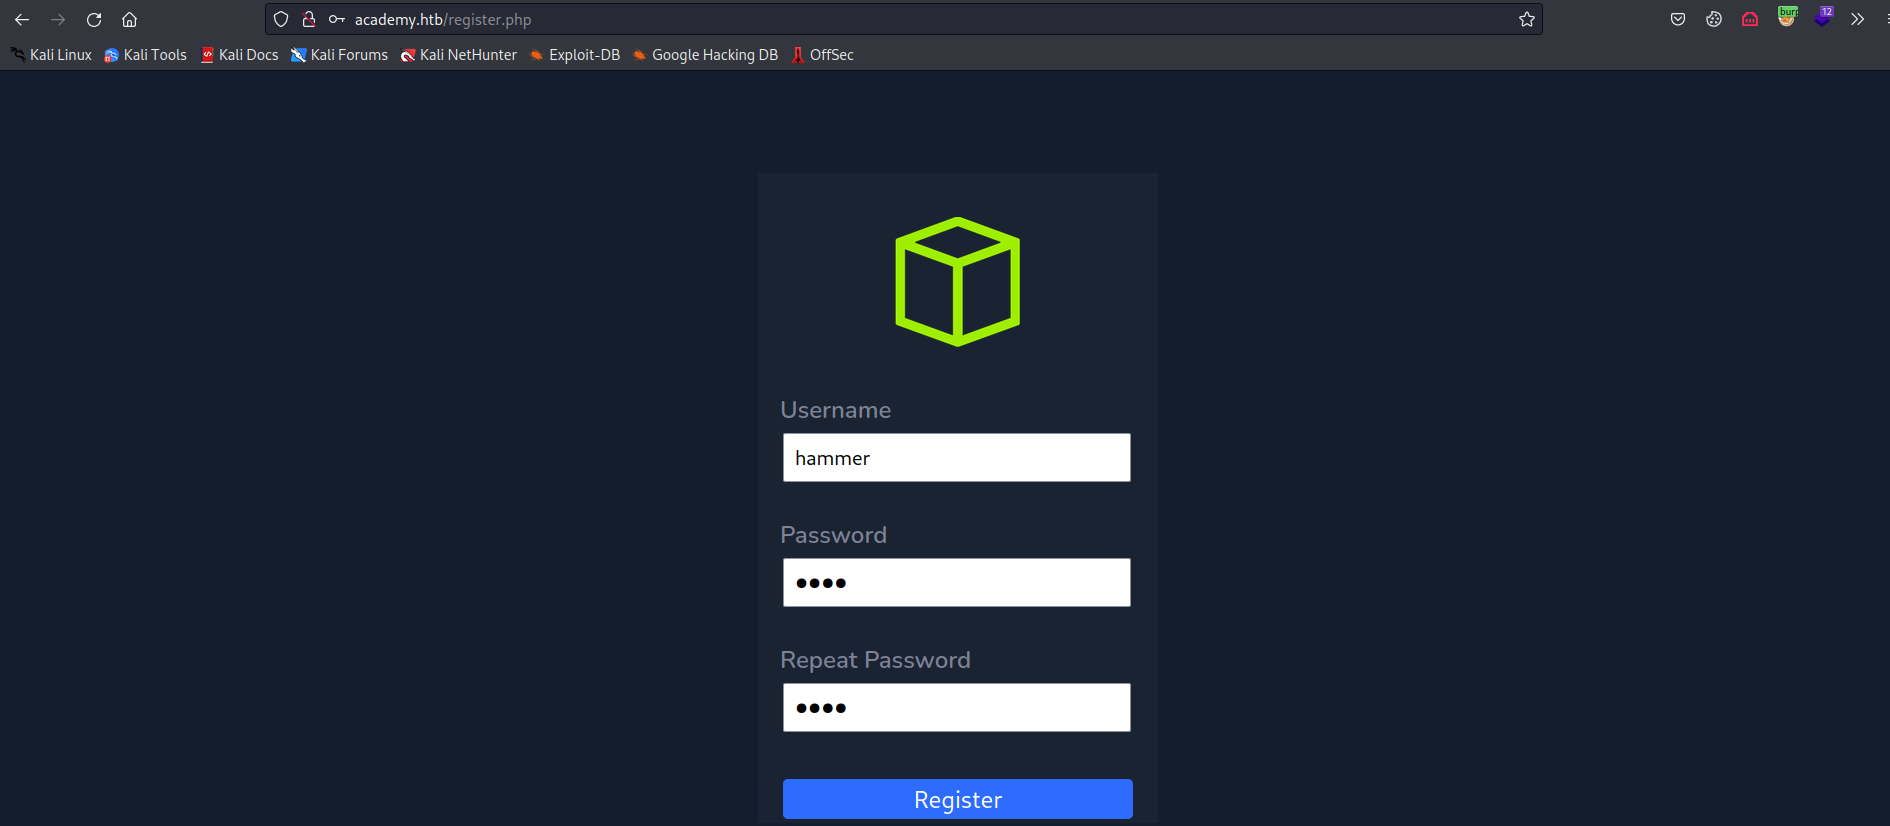 academy.htb/register.php
burp 12
Kali Linux Kali Tools Kali Docs Kali Forums Kali NetHunter Exploit-DB Google Hacking DB OffSec
Username
hammer
Password
Repeat Password
Register